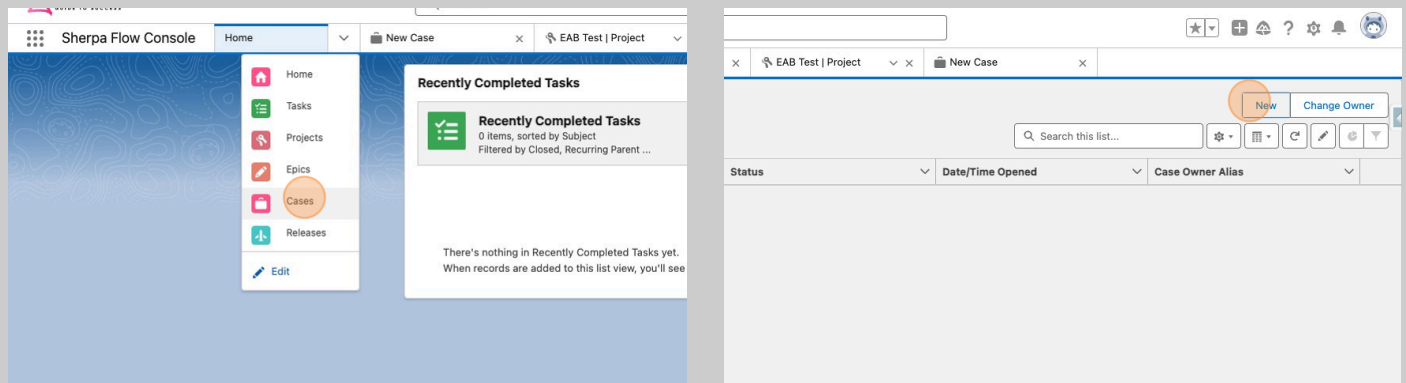 GUIDE TO SUCCESS
Sherpa Flow Console
Home
New Case
EAB Test | Project
Home
Tasks
Projects
Epics
Cases
Releases
Edit
Recently Completed Tasks
Recently Completed Tasks
0 items, sorted by Subject
Filtered by Closed, Recurring Parent ...
There's nothing in Recently Completed Tasks yet.
When records are added to this list view, you'll see
EAB Test | Project
New Case
New
Change Owner
Search this list...
Status
Date/Time Opened
Case Owner Alias